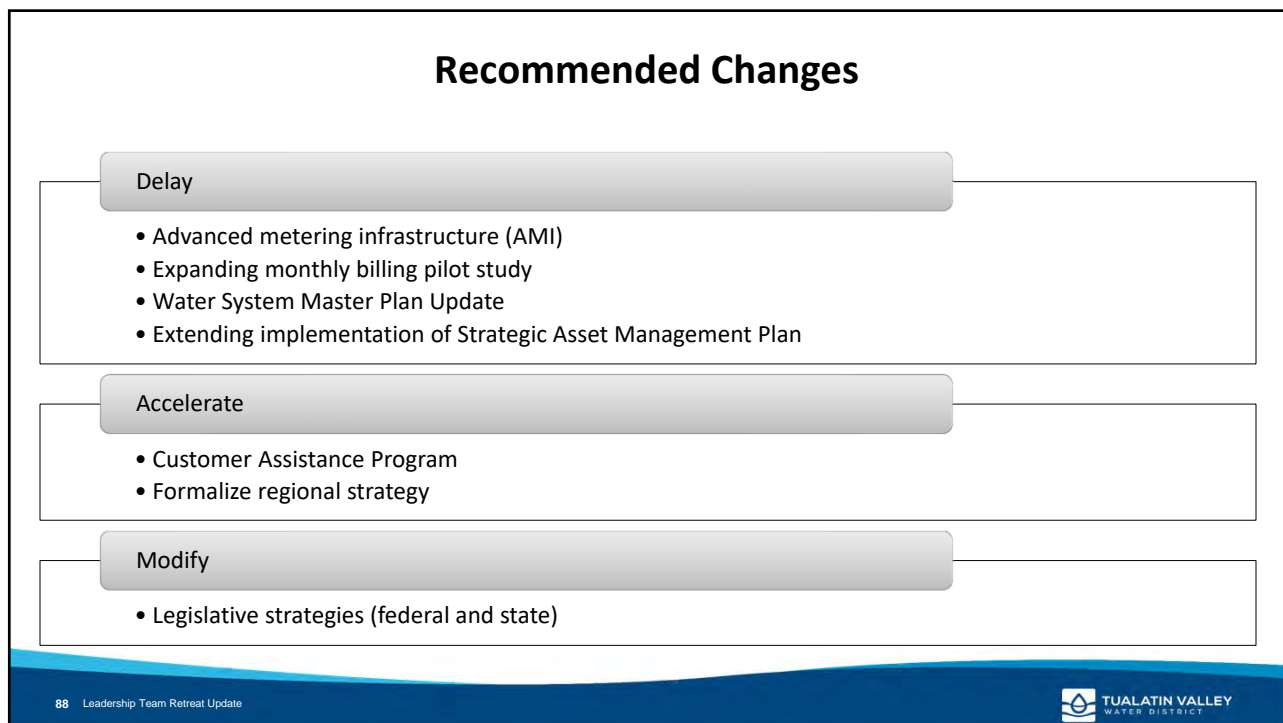 Recommended Changes
Delay
• Advanced metering infrastructure (AMI)
• Expanding monthly billing pilot study
• Water System Master Plan Update
• Extending implementation of Strategic Asset Management Plan
Accelerate
• Customer Assistance Program
• Formalize regional strategy
Modify
• Legislative strategies (federal and state)
88 Leadership Team Retreat Update
TUALATIN VALLEY
WATER DISTRICT